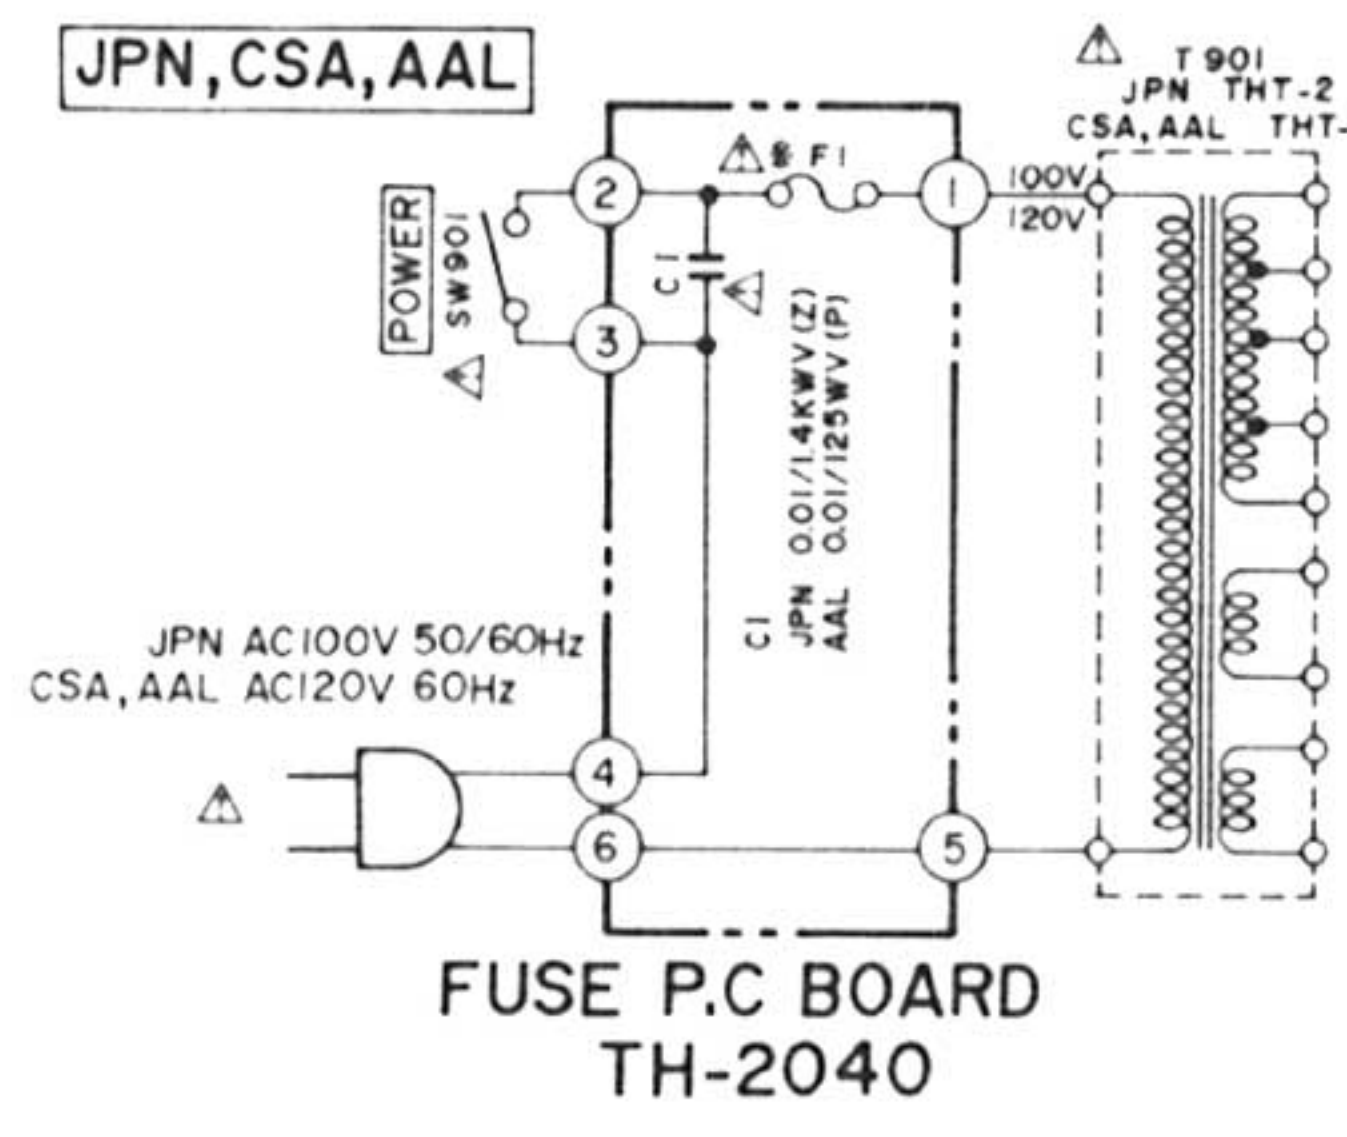 JPN,CSA,AAL
T901
JPN THT-2
CSA,AAL THT-
※ F1
2
1
100V
120V
POWER
SW901
C1
3
C1
JPN 0.01/1.4KWV(Z)
AAL 0.01/125WV(P)
JPN AC100V 50/60Hz
CSA,AAL AC120V 60Hz
4
6
5
FUSE P.C BOARD
TH-2040